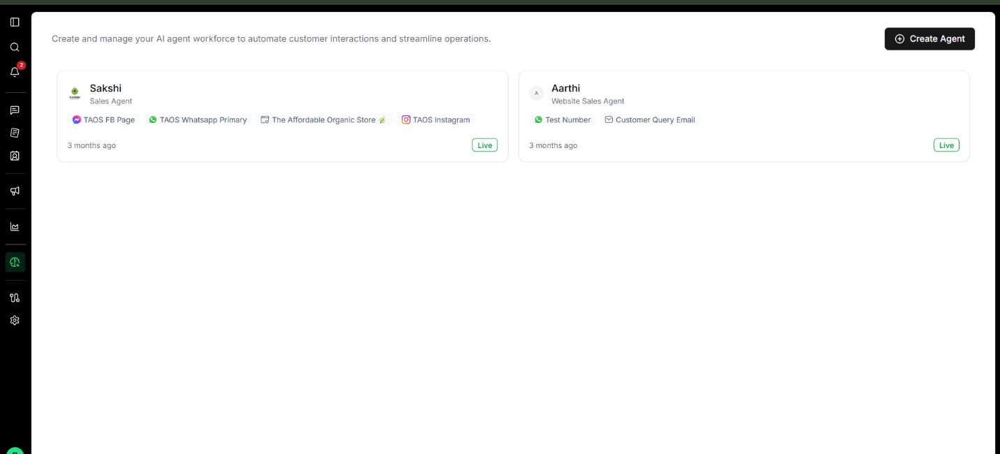 2
Create and manage your AI agent workforce to automate customer interactions and streamline operations.
Create Agent
Sakshi
Sales Agent
TAOS FB Page
TAOS Whatsapp Primary
The Affordable Organic Store 🌿
TAOS Instagram
3 months ago
Live
A
Aarthi
Website Sales Agent
Test Number
Customer Query Email
3 months ago
Live